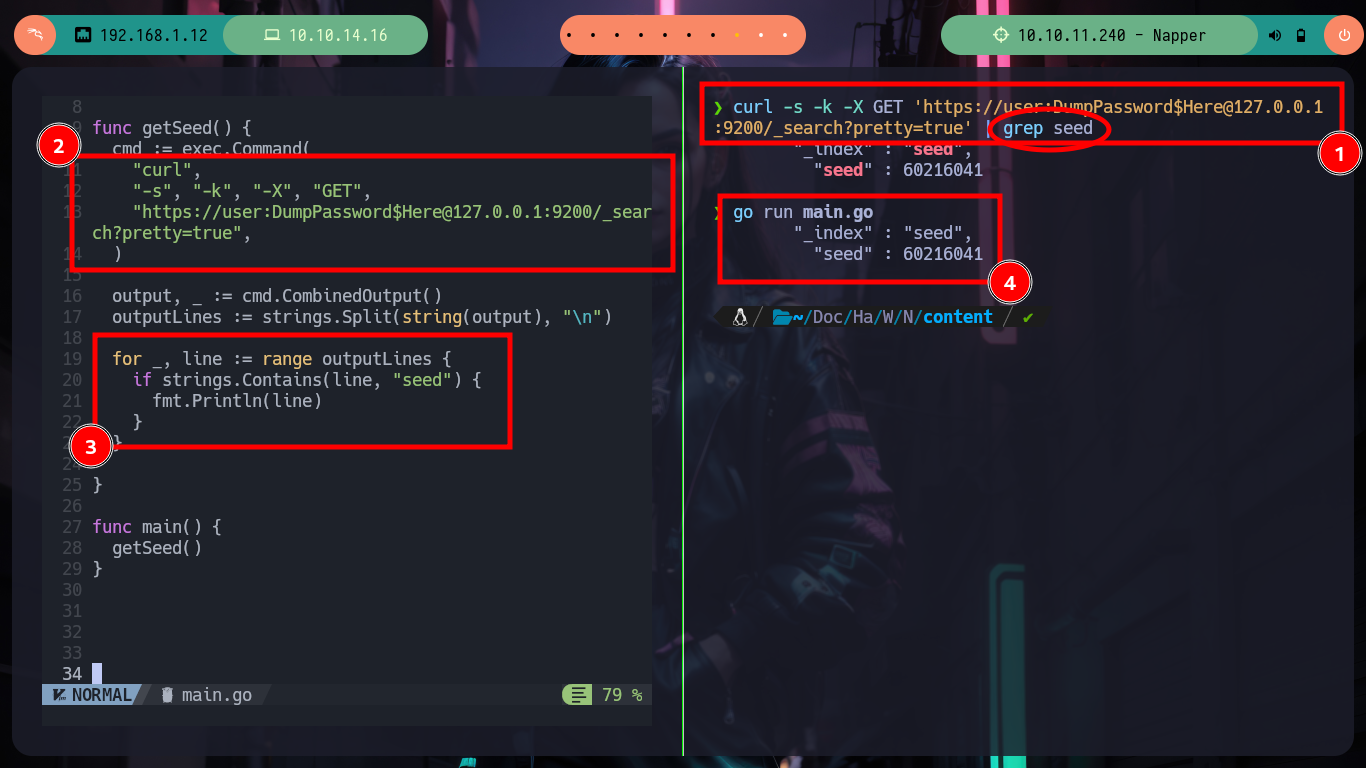 192.168.1.12
10.10.14.16
10.10.11.240 - Napper
8
9 func getSeed() {
cmd := exec.Command(
11 "curl",
12 "-s", "-k", "-X", "GET",
13 "https://user:DumpPassword$Here@127.0.0.1:9200/_sear
ch?pretty=true",
14 )
15
16 output, _ := cmd.CombinedOutput()
17 outputLines := strings.Split(string(output), "\n")
18
19 for _, line := range outputLines {
20 if strings.Contains(line, "seed") {
21 fmt.Println(line)
22 }
}
24
25 }
26
27 func main() {
28 getSeed()
29 }
30
31
32
33
34
NORMAL main.go 79 %
2
3
❯ curl -s -k -X GET 'https://user:DumpPassword$Here@127.0.0.1
:9200/_search?pretty=true' | grep seed
"_index" : "seed",
"seed" : 60216041
1
❯ go run main.go
"_index" : "seed",
"seed" : 60216041
4
~/Doc/Ha/W/N/content / ✔